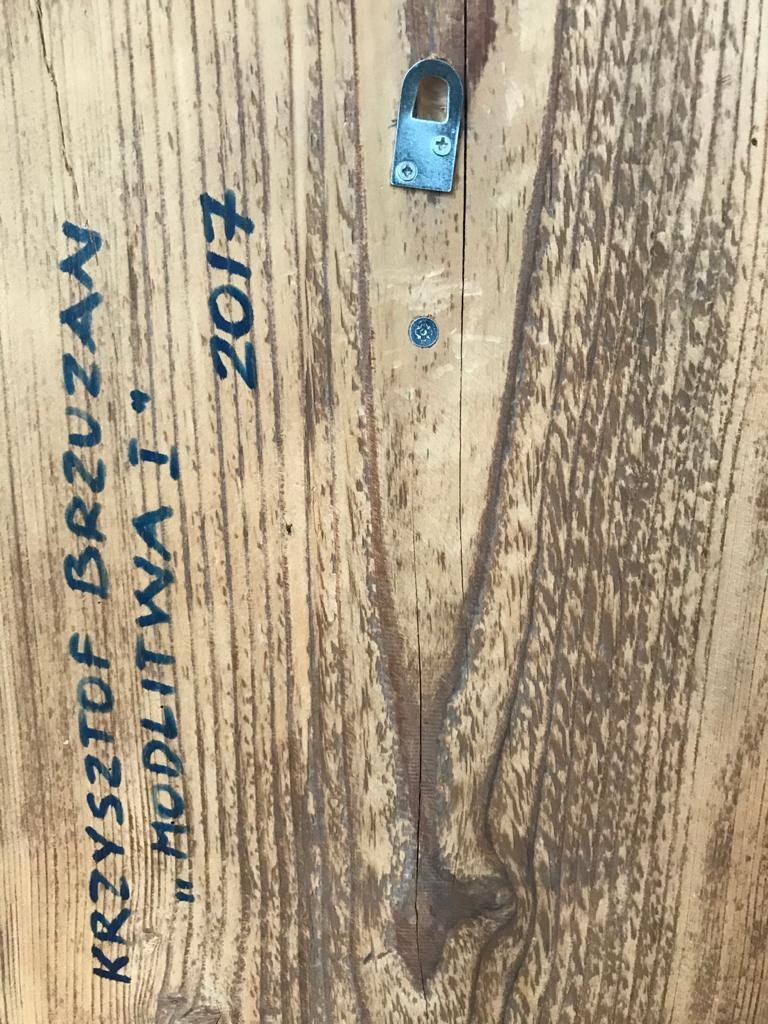 KRZYSZTOF BRZUZAN
„MODLITWA I”
2017